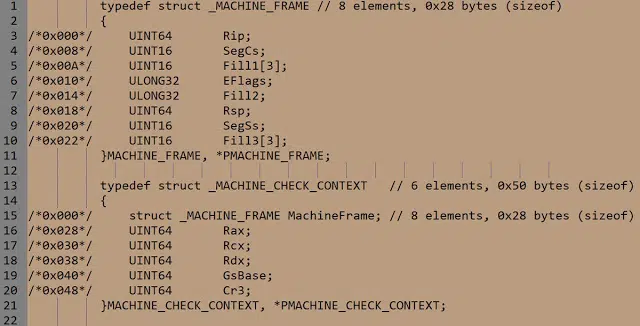 1 typedef struct _MACHINE_FRAME // 8 elements, 0x28 bytes (sizeof)
2 {
3 /*0x000*/ UINT64 Rip;
4 /*0x008*/ UINT16 SegCs;
5 /*0x00A*/ UINT16 Fill1[3];
6 /*0x010*/ ULONG32 EFlags;
7 /*0x014*/ ULONG32 Fill2;
8 /*0x018*/ UINT64 Rsp;
9 /*0x020*/ UINT16 SegSs;
10 /*0x022*/ UINT16 Fill3[3];
11 }MACHINE_FRAME, *PMACHINE_FRAME;
12
13 typedef struct _MACHINE_CHECK_CONTEXT // 6 elements, 0x50 bytes (sizeof)
14 {
15 /*0x000*/ struct _MACHINE_FRAME MachineFrame; // 8 elements, 0x28 bytes (sizeof)
16 /*0x028*/ UINT64 Rax;
17 /*0x030*/ UINT64 Rcx;
18 /*0x038*/ UINT64 Rdx;
19 /*0x040*/ UINT64 GsBase;
20 /*0x048*/ UINT64 Cr3;
21 }MACHINE_CHECK_CONTEXT, *PMACHINE_CHECK_CONTEXT;
22